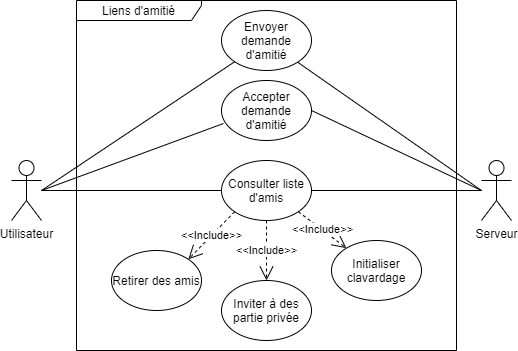 Liens d'amitié
Envoyer
demande
d'amitié
Accepter
demande
d'amitié
Consulter liste
d'amis
Utilisateur
Serveur
<<Include>>
<<Include>>
<<Include>>
Retirer des amis
Inviter à des
partie privée
Initialiser
clavardage